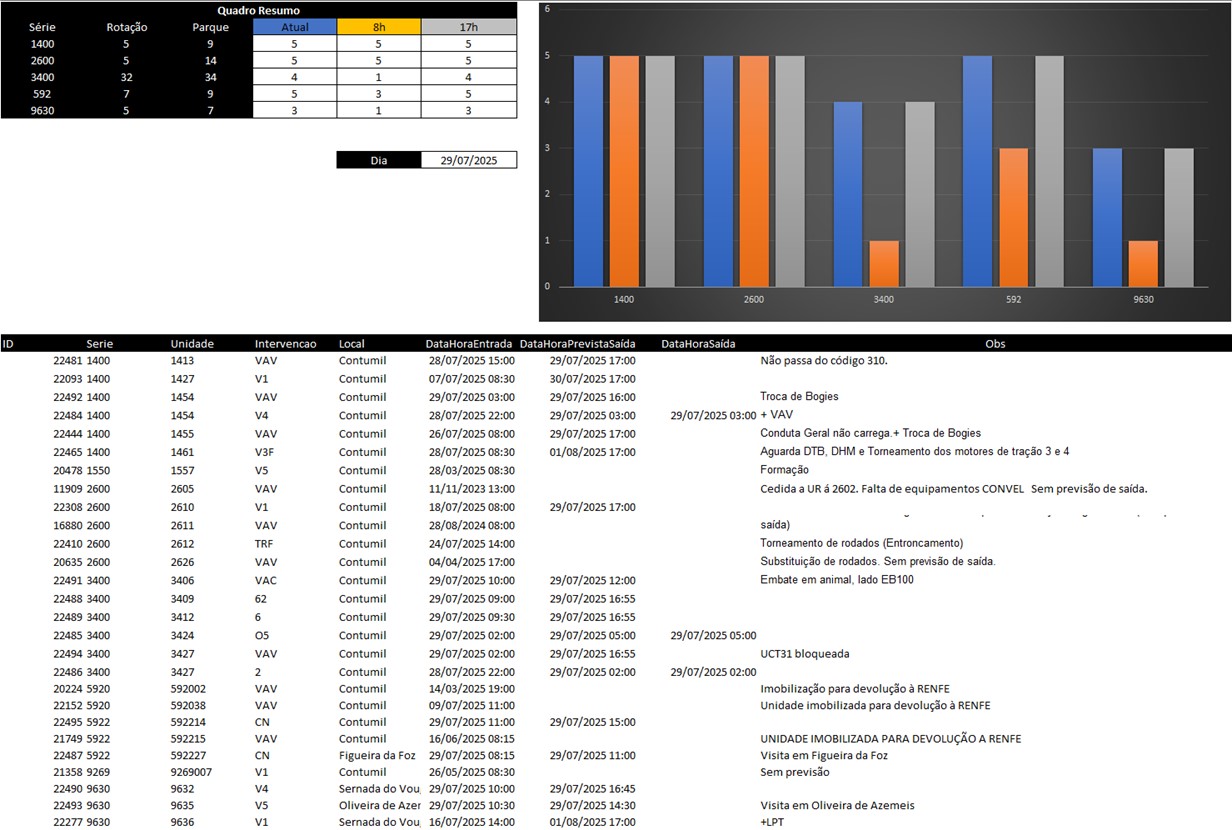 Quadro Resumo
Série Rotação Parque Atual 8h 17h
1400 5 9 5 5 5
2600 5 14 5 5 5
3400 32 34 4 1 4
592 7 9 5 3 5
9630 5 7 3 1 3
Dia 29/07/2025
6
5
4
3
2
1
0
1400 2600 3400 592 9630
ID Serie Unidade Intervencao Local DataHoraEntrada DataHoraPrevistaSaída DataHoraSaída Obs
22481 1400 1413 VAV Contumil 28/07/2025 15:00 29/07/2025 17:00 Não passa do código 310.
22093 1400 1427 V1 Contumil 07/07/2025 08:30 30/07/2025 17:00
22492 1400 1454 VAV Contumil 29/07/2025 03:00 29/07/2025 16:00 Troca de Bogies
22484 1400 1454 V4 Contumil 28/07/2025 22:00 29/07/2025 03:00 29/07/2025 03:00 + VAV
22444 1400 1455 VAV Contumil 26/07/2025 08:00 29/07/2025 17:00 Conduta Geral não carrega.+ Troca de Bogies
22465 1400 1461 V3F Contumil 28/07/2025 08:30 01/08/2025 17:00 Aguarda DTB, DHM e Torneamento dos motores de tração 3 e 4
20478 1550 1557 V5 Contumil 28/03/2025 08:30 Formação
11909 2600 2605 VAV Contumil 11/11/2023 13:00 Cedida a UR á 2602. Falta de equipamentos CONVEL Sem previsão de saída.
22308 2600 2610 V1 Contumil 18/07/2025 08:00 29/07/2025 17:00
16880 2600 2611 VAV Contumil 28/08/2024 08:00 saída)
22410 2600 2612 TRF Contumil 24/07/2025 14:00 Torneamento de rodados (Entroncamento)
20635 2600 2626 VAV Contumil 04/04/2025 17:00 Substituição de rodados. Sem previsão de saída.
22491 3400 3406 VAC Contumil 29/07/2025 10:00 29/07/2025 12:00 Embate em animal, lado EB100
22488 3400 3409 62 Contumil 29/07/2025 09:00 29/07/2025 16:55
22489 3400 3412 6 Contumil 29/07/2025 09:30 29/07/2025 16:55
22485 3400 3424 O5 Contumil 29/07/2025 02:00 29/07/2025 05:00 29/07/2025 05:00
22494 3400 3427 VAV Contumil 29/07/2025 02:00 29/07/2025 16:55 UCT31 bloqueada
22486 3400 3427 2 Contumil 28/07/2025 22:00 29/07/2025 02:00 29/07/2025 02:00
20224 5920 592002 VAV Contumil 14/03/2025 19:00 Imobilização para devolução à RENFE
22152 5920 592038 VAV Contumil 09/07/2025 11:00 Unidade imobilizada para devolução à RENFE
22495 5922 592214 CN Contumil 29/07/2025 11:00 29/07/2025 15:00
21749 5922 592215 VAV Contumil 16/06/2025 08:15 UNIDADE IMOBILIZADA PARA DEVOLUÇÃO A RENFE
22487 5922 592227 CN Figueira da Foz 29/07/2025 08:15 29/07/2025 11:00 Visita em Figueira da Foz
21358 9269 9269007 V1 Contumil 26/05/2025 08:30 Sem previsão
22490 9630 9632 V4 Sernada do Vou 29/07/2025 10:00 29/07/2025 16:45
22493 9630 9635 V5 Oliveira de Azer 29/07/2025 10:30 29/07/2025 14:30 Visita em Oliveira de Azemeis
22277 9630 9636 V1 Sernada do Vou 16/07/2025 14:00 01/08/2025 17:00 +LPT